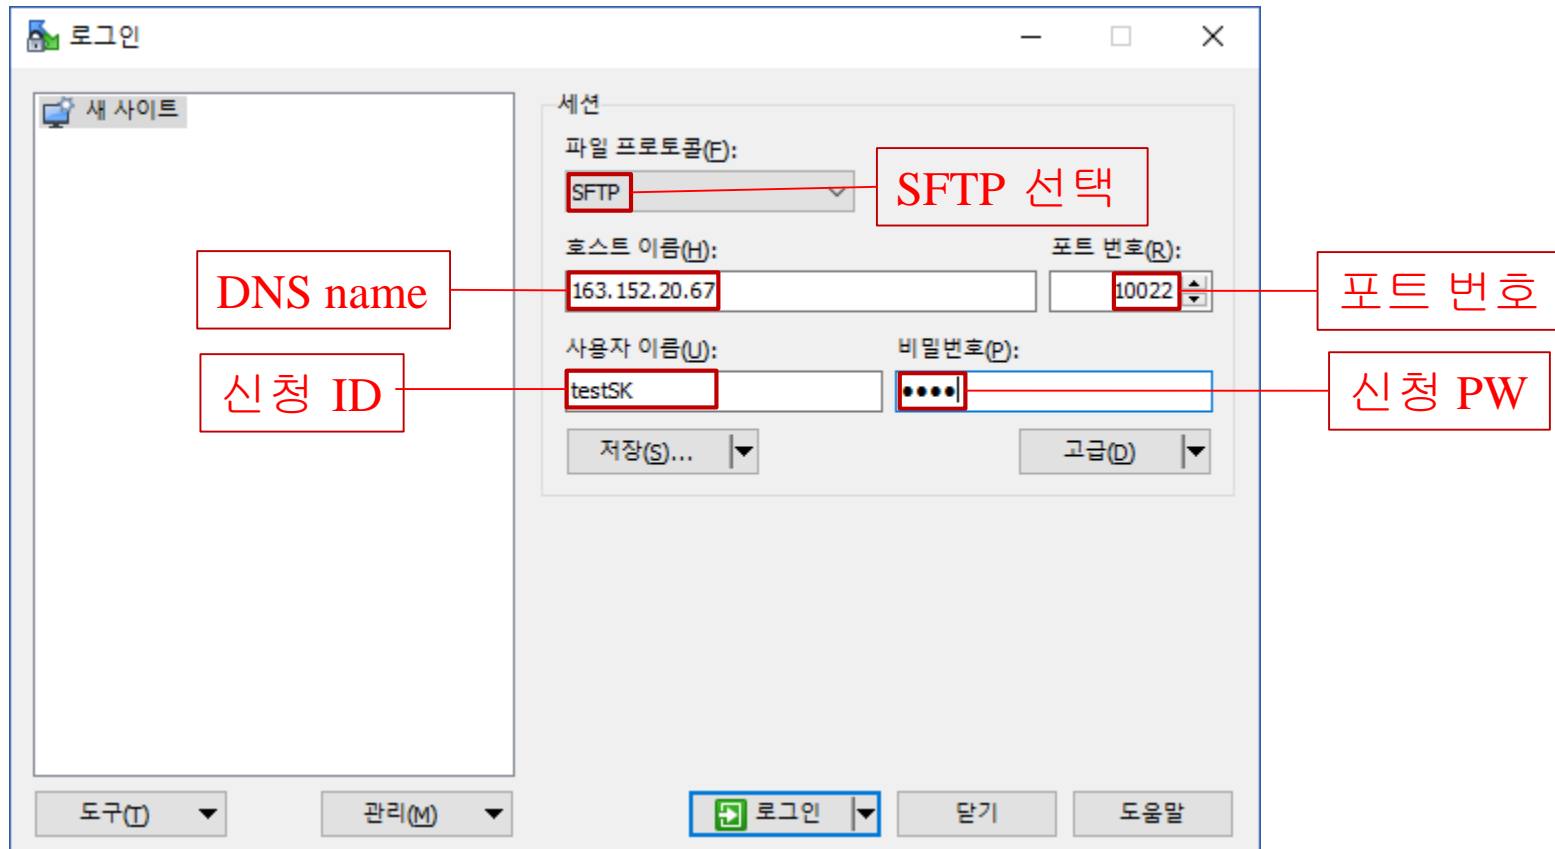 로그인
새 사이트
세션
파일 프로토콜(F):
SFTP
SFTP 선택
호스트 이름(H):
포트 번호(R):
DNS name
163.152.20.67
10022
포트 번호
사용자 이름(U):
비밀번호(P):
신청 ID
testSK
••••
신청 PW
저장(S)...
고급(D)
도구(T)
관리(M)
로그인
닫기
도움말